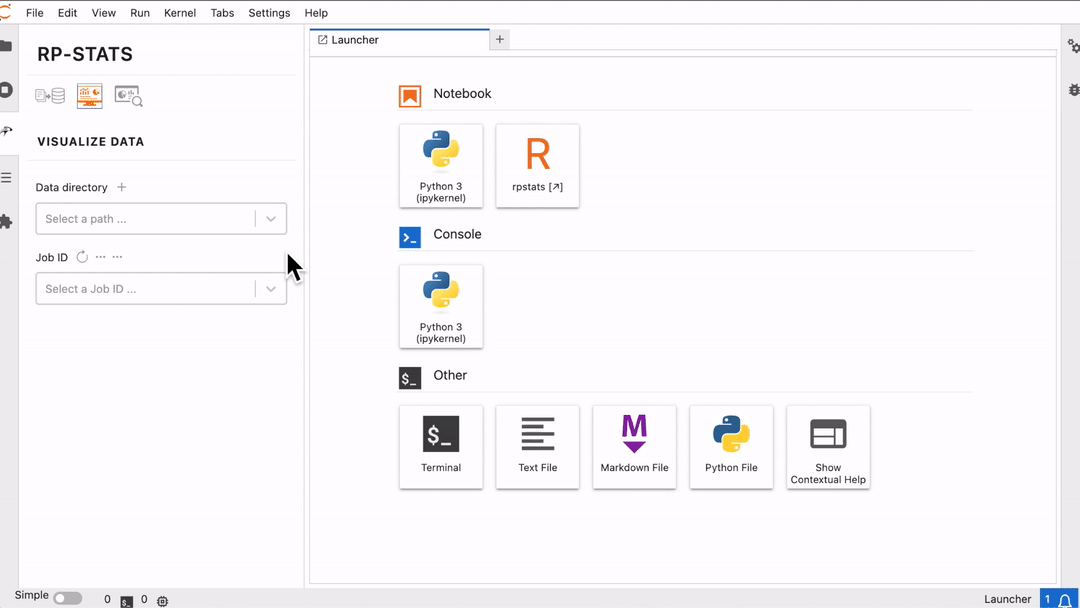 File Edit View Run Kernel Tabs Settings Help
RP-STATS
VISUALIZE DATA
Data directory +
Select a path ...
Job ID
Select a Job ID ...
Launcher +
Notebook
Python 3
(ipykernel)
R
rpstats [↗]
Console
Python 3
(ipykernel)
$_ Other
$_
Terminal
Text File
M
Markdown File
Python File
Show
Contextual Help
Simple 0 $_ 0
Launcher 1